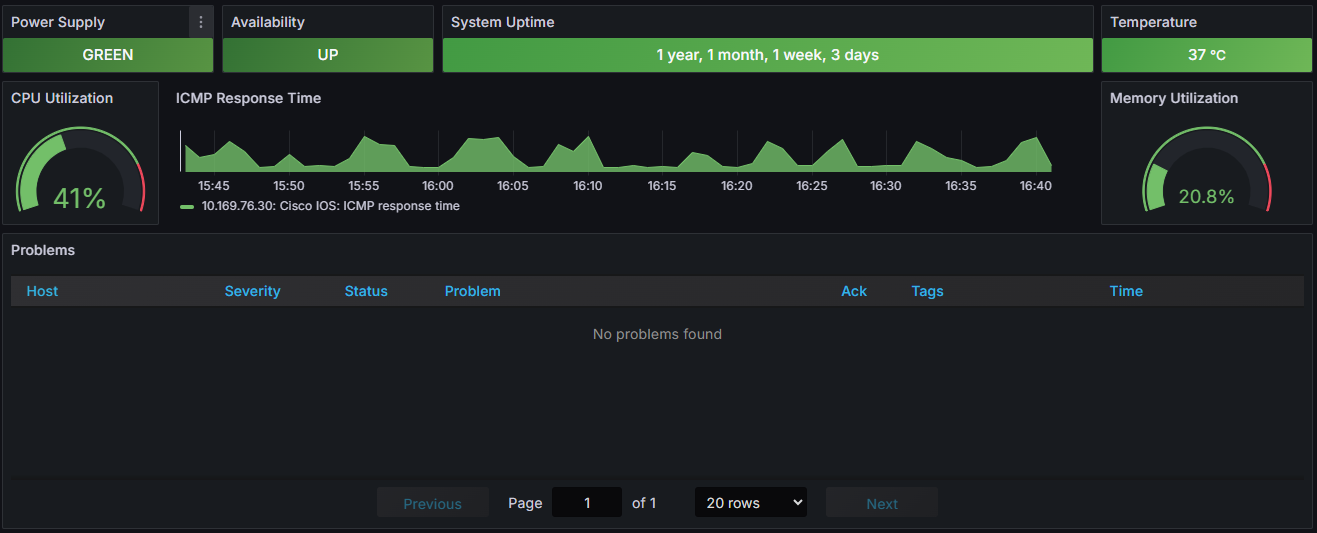 Power Supply
Availability
System Uptime
Temperature
GREEN
UP
1 year, 1 month, 1 week, 3 days
37 °C
CPU Utilization
ICMP Response Time
Memory Utilization
41%
15:45 15:50 15:55 16:00 16:05 16:10 16:15 16:20 16:25 16:30 16:35 16:40
10.169.76.30: Cisco IOS: ICMP response time
20.8%
Problems
Host Severity Status Problem Ack Tags Time
No problems found
Previous Page 1 of 1 20 rows Next